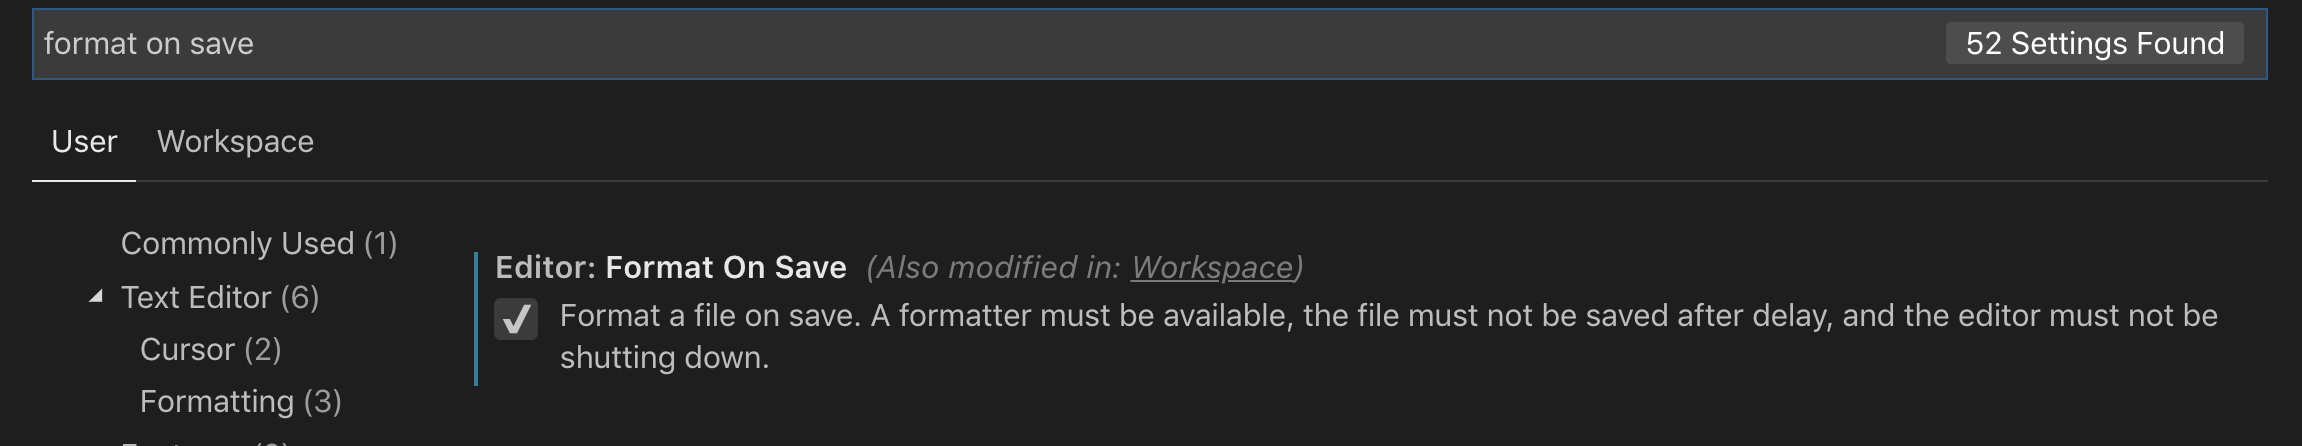 format on save
52 Settings Found
User
Workspace
Commonly Used (1)
Text Editor (6)
Cursor (2)
Formatting (3)
Editor: Format On Save (Also modified in: Workspace)
Format a file on save. A formatter must be available, the file must not be saved after delay, and the editor must not be
shutting down.